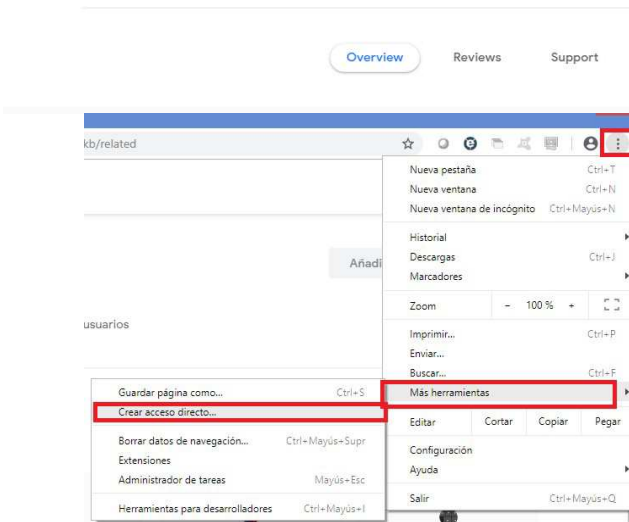 Overview Reviews Support
kb/related
Nueva pestaña Ctrl+T
Nueva ventana Ctrl+N
Nueva ventana de incógnito Ctrl+Mayús+N
Historial
Descargas Ctrl+J
Marcadores
Añadi
Zoom - 100 % +
usuarios
Imprimir... Ctrl+P
Enviar...
Buscar... Ctrl+F
Más herramientas
Guardar página como... Ctrl+S
Crear acceso directo...
Borrar datos de navegación... Ctrl+Mayús+Supr
Extensiones
Administrador de tareas Mayús+Esc
Herramientas para desarrolladores Ctrl+Mayús+I
Editar Cortar Copiar Pegar
Configuración
Ayuda
Salir Ctrl+Mayús+Q